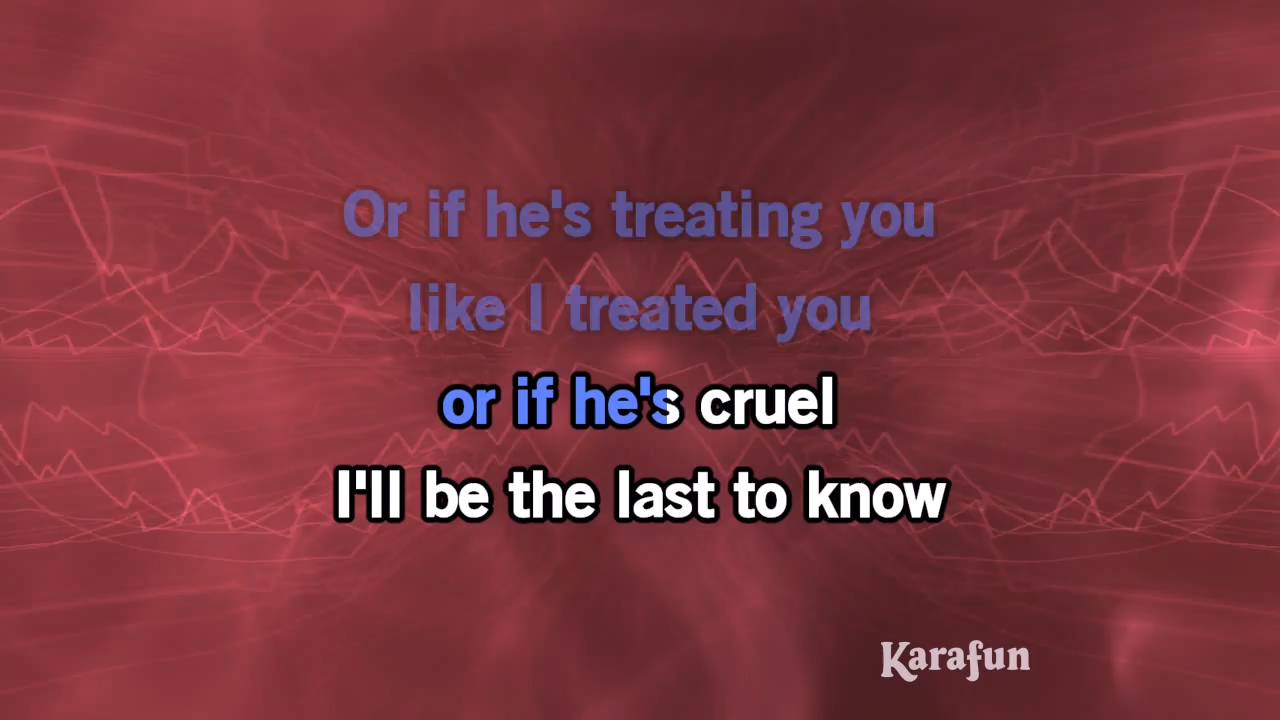 Or if he's treating you
like I treated you
or if he's cruel
I'll be the last to know
Karafun